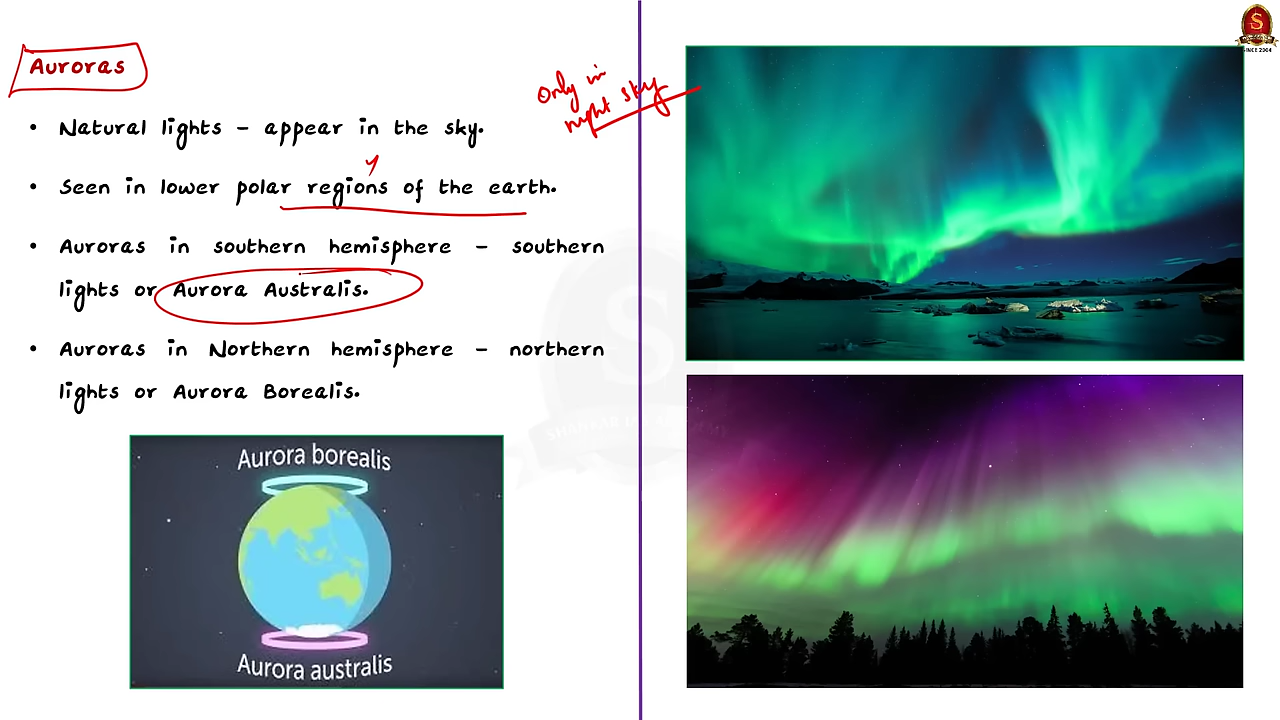 Auroras
Only in
night sky
• Natural lights – appear in the sky.
• Seen in lower polar regions of the earth.
• Auroras in southern hemisphere – southern
lights or Aurora Australis.
• Auroras in Northern hemisphere – northern
lights or Aurora Borealis.
Aurora borealis
Aurora australis
S
SINCE 2004